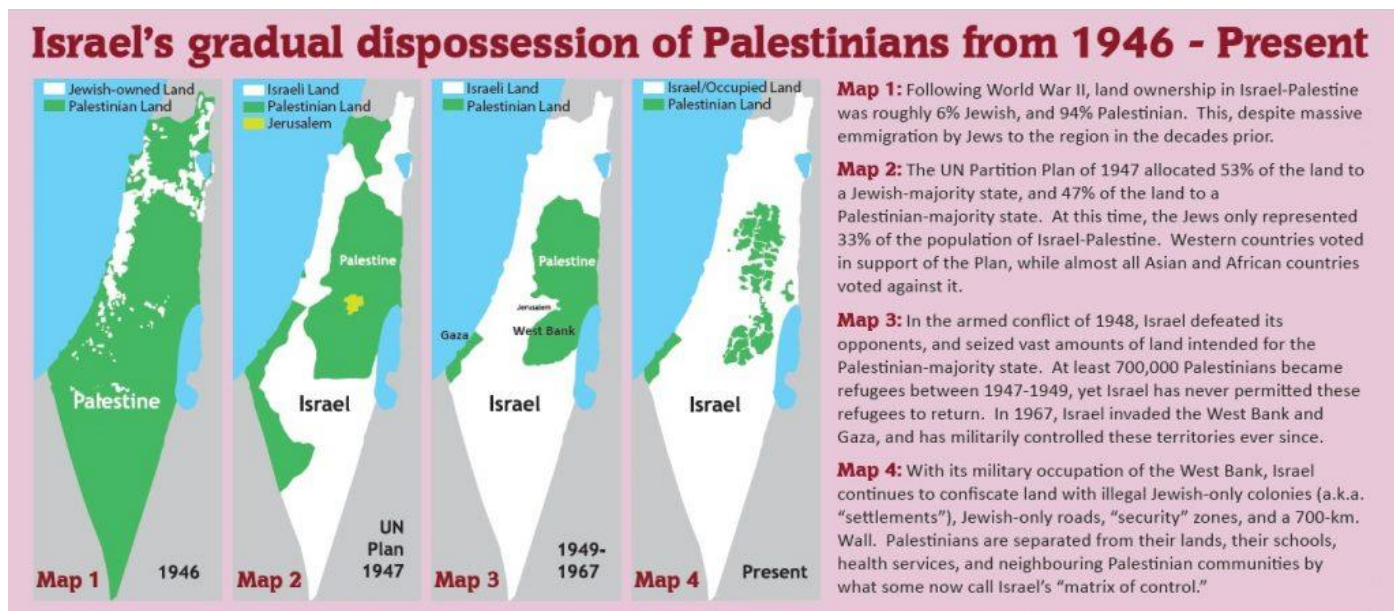 Israel's gradual dispossession of Palestinians from 1946 - Present
Jewish-owned Land
Palestinian Land
Palestine
Map 1
1946
Israeli Land
Palestinian Land
Jerusalem
Palestine
Israel
UN
Plan
1947
Map 2
Israeli Land
Palestinian Land
Palestine
Jerusalem
Gaza
West Bank
Israel
1949-
1967
Map 3
Israel/Occupied Land
Palestinian Land
Israel
Map 4
Present
Map 1: Following World War II, land ownership in Israel-Palestine
was roughly 6% Jewish, and 94% Palestinian. This, despite massive
emmigration by Jews to the region in the decades prior.
Map 2: The UN Partition Plan of 1947 allocated 53% of the land to
a Jewish-majority state, and 47% of the land to a
Palestinian-majority state. At this time, the Jews only represented
33% of the population of Israel-Palestine. Western countries voted
in support of the Plan, while almost all Asian and African countries
voted against it.
Map 3: In the armed conflict of 1948, Israel defeated its
opponents, and seized vast amounts of land intended for the
Palestinian-majority state. At least 700,000 Palestinians became
refugees between 1947-1949, yet Israel has never permitted these
refugees to return. In 1967, Israel invaded the West Bank and
Gaza, and has militarily controlled these territories ever since.
Map 4: With its military occupation of the West Bank, Israel
continues to confiscate land with illegal Jewish-only colonies (a.k.a.
"settlements"), Jewish-only roads, "security" zones, and a 700-km.
Wall. Palestinians are separated from their lands, their schools,
health services, and neighbouring Palestinian communities by
what some now call Israel's "matrix of control."